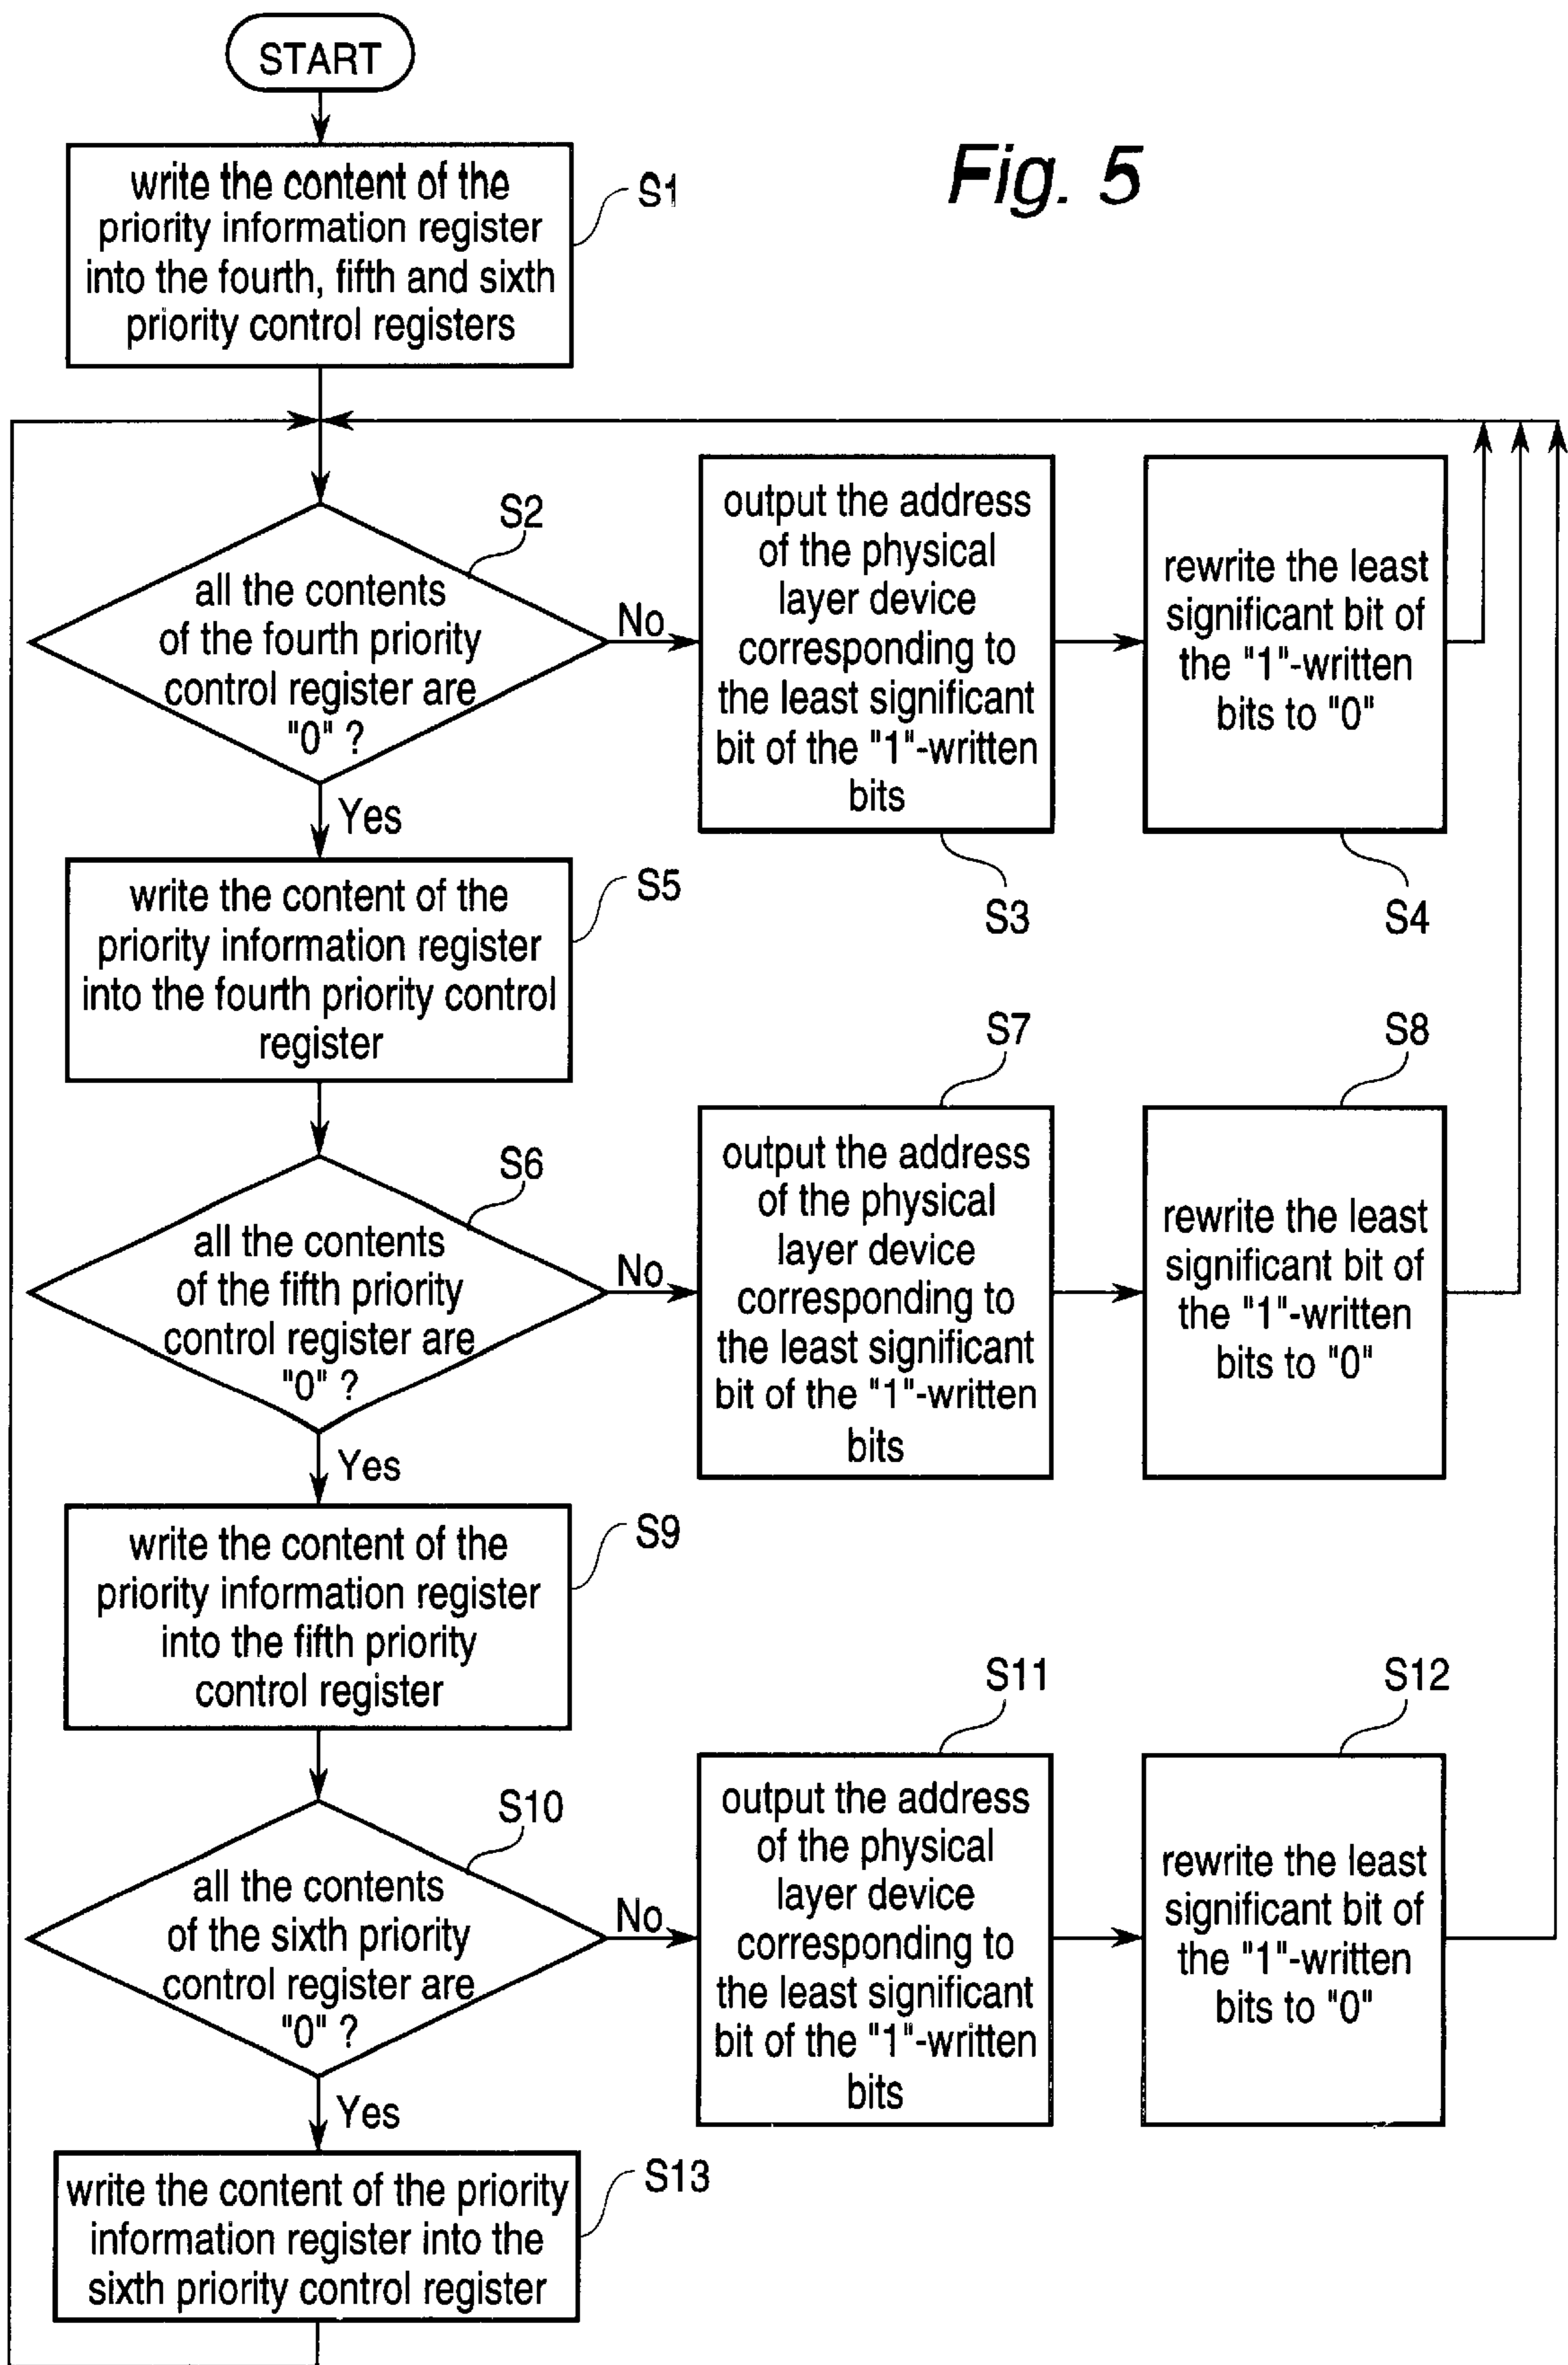 START
Fig. 5
write the content of the
priority information register
into the fourth, fifth and sixth
priority control registers
S1
S2
all the contents
of the fourth priority
control register are
"0" ?
No
output the address
of the physical
layer device
corresponding to
the least significant
bit of the "1"-written
bits
S3
rewrite the least
significant bit of
the "1"-written
bits to "0"
S4
Yes
write the content of the
priority information register
into the fourth priority control
register
S5
S6
all the contents
of the fifth priority
control register are
"0" ?
No
S7
output the address
of the physical
layer device
corresponding to
the least significant
bit of the "1"-written
bits
S8
rewrite the least
significant bit of
the "1"-written
bits to "0"
Yes
write the content of the
priority information register
into the fifth priority
control register
S9
S10
all the contents
of the sixth priority
control register are
"0" ?
No
S11
output the address
of the physical
layer device
corresponding to
the least significant
bit of the "1"-written
bits
S12
rewrite the least
significant bit of
the "1"-written
bits to "0"
Yes
write the content of the priority
information register into the
sixth priority control register
S13